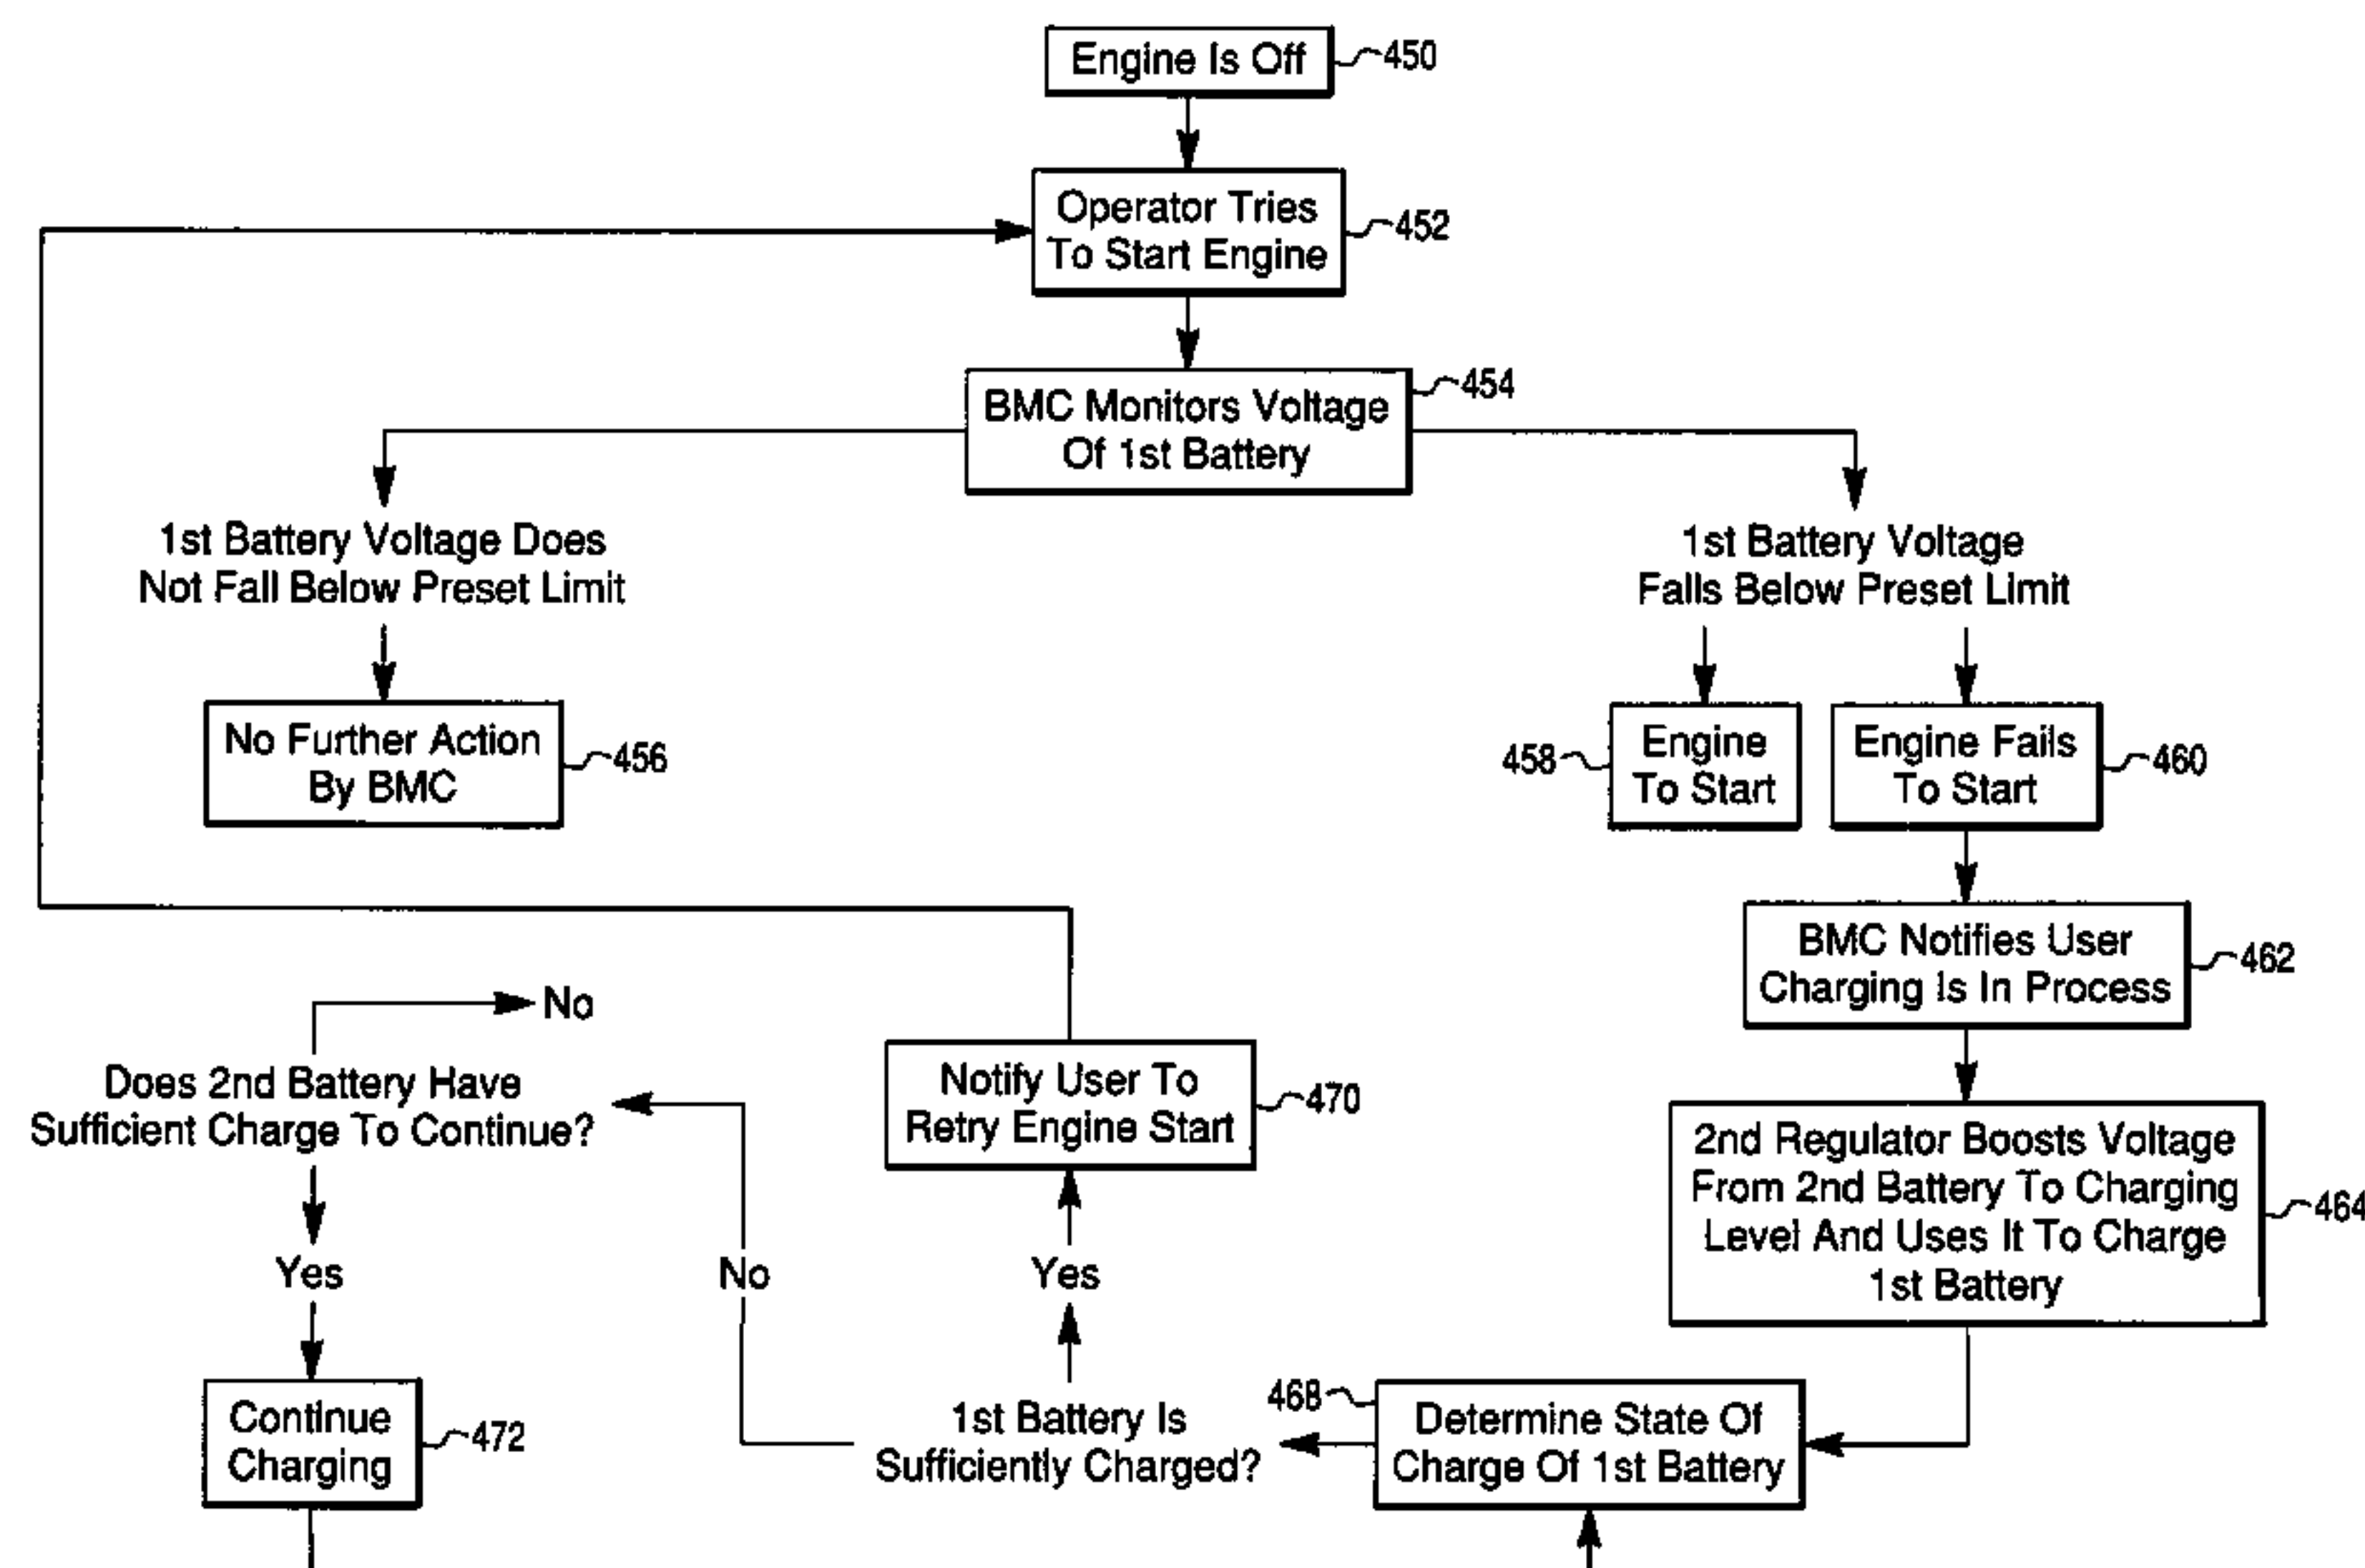 Engine Is Off
450
Operator Tries
To Start Engine
452
BMC Monitors Voltage
Of 1st Battery
454
1st Battery Voltage Does
Not Fall Below Preset Limit
1st Battery Voltage
Falls Below Preset Limit
No Further Action
By BMC
456
458
Engine
To Start
Engine Fails
To Start
460
BMC Notifies User
Charging Is In Process
462
No
Does 2nd Battery Have
Sufficient Charge To Continue?
Notify User To
Retry Engine Start
470
2nd Regulator Boosts Voltage
From 2nd Battery To Charging
Level And Uses It To Charge
1st Battery
464
Yes
No
Yes
Continue
Charging
472
1st Battery Is
Sufficiently Charged?
468
Determine State Of
Charge Of 1st Battery